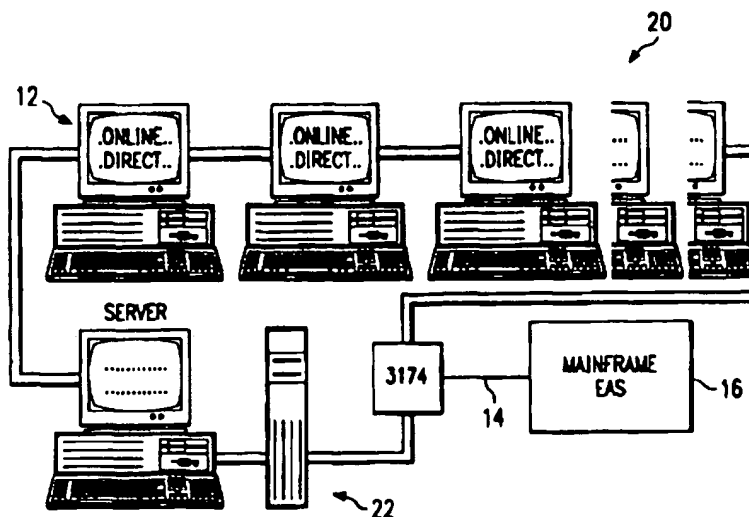 20
12
.ONLINE..
.DIRECT..
.ONLINE..
.DIRECT..
.ONLINE..
.DIRECT..
...
...
...
...
SERVER
............
............
3174
14
MAINFRAME
EAS
16
22